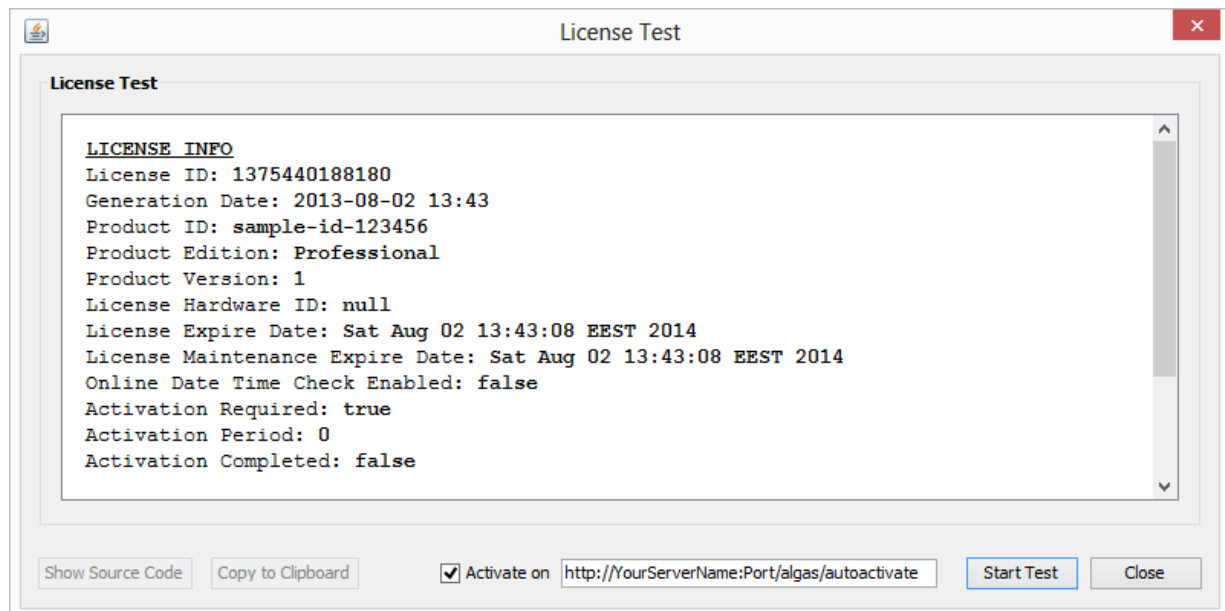 License Test
License Test
LICENSE INFO
License ID: 1375440188180
Generation Date: 2013-08-02 13:43
Product ID: sample-id-123456
Product Edition: Professional
Product Version: 1
License Hardware ID: null
License Expire Date: Sat Aug 02 13:43:08 EEST 2014
License Maintenance Expire Date: Sat Aug 02 13:43:08 EEST 2014
Online Date Time Check Enabled: false
Activation Required: true
Activation Period: 0
Activation Completed: false
Show Source Code Copy to Clipboard Activate on http://YourServerName:Port/algas/autoactivate Start Test Close